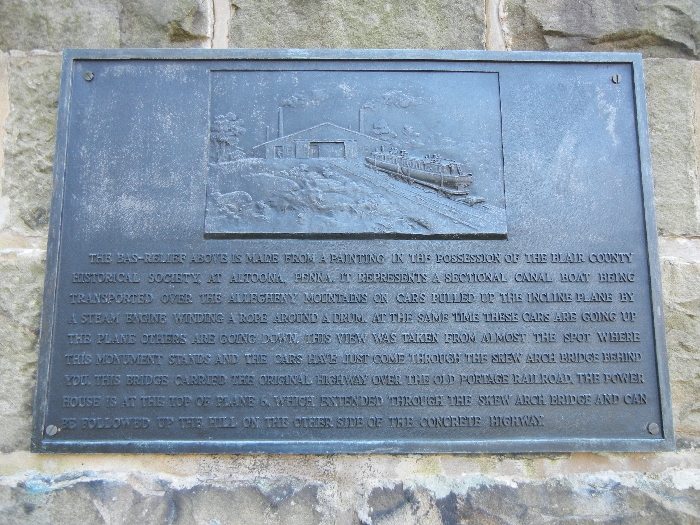 THE BAS-RELIEF ABOVE IS MADE FROM A PAINTING IN THE POSSESSION OF THE BLAIR COUNTY
HISTORICAL SOCIETY, AT ALTOONA, PENNA. IT REPRESENTS A SECTIONAL CANAL BOAT BEING
TRANSPORTED OVER THE ALLEGHENY MOUNTAINS ON CARS PULLED UP THE INCLINE PLANE BY
A STEAM ENGINE WINDING A ROPE AROUND A DRUM. AT THE SAME TIME THESE CARS ARE GOING UP
THE PLANE OTHERS ARE GOING DOWN. THIS VIEW WAS TAKEN FROM ALMOST THE SPOT WHERE
THIS MONUMENT STANDS AND THE CARS HAVE JUST COME THROUGH THE SKEW ARCH BRIDGE BEHIND
YOU. THIS BRIDGE CARRIED THE ORIGINAL HIGHWAY OVER THE OLD PORTAGE RAILROAD. THE POWER
HOUSE IS AT THE TOP OF PLANE 6, WHICH EXTENDED THROUGH THE SKEW ARCH BRIDGE AND CAN
BE FOLLOWED UP THE HILL ON THE OTHER SIDE OF THE CONCRETE HIGHWAY.